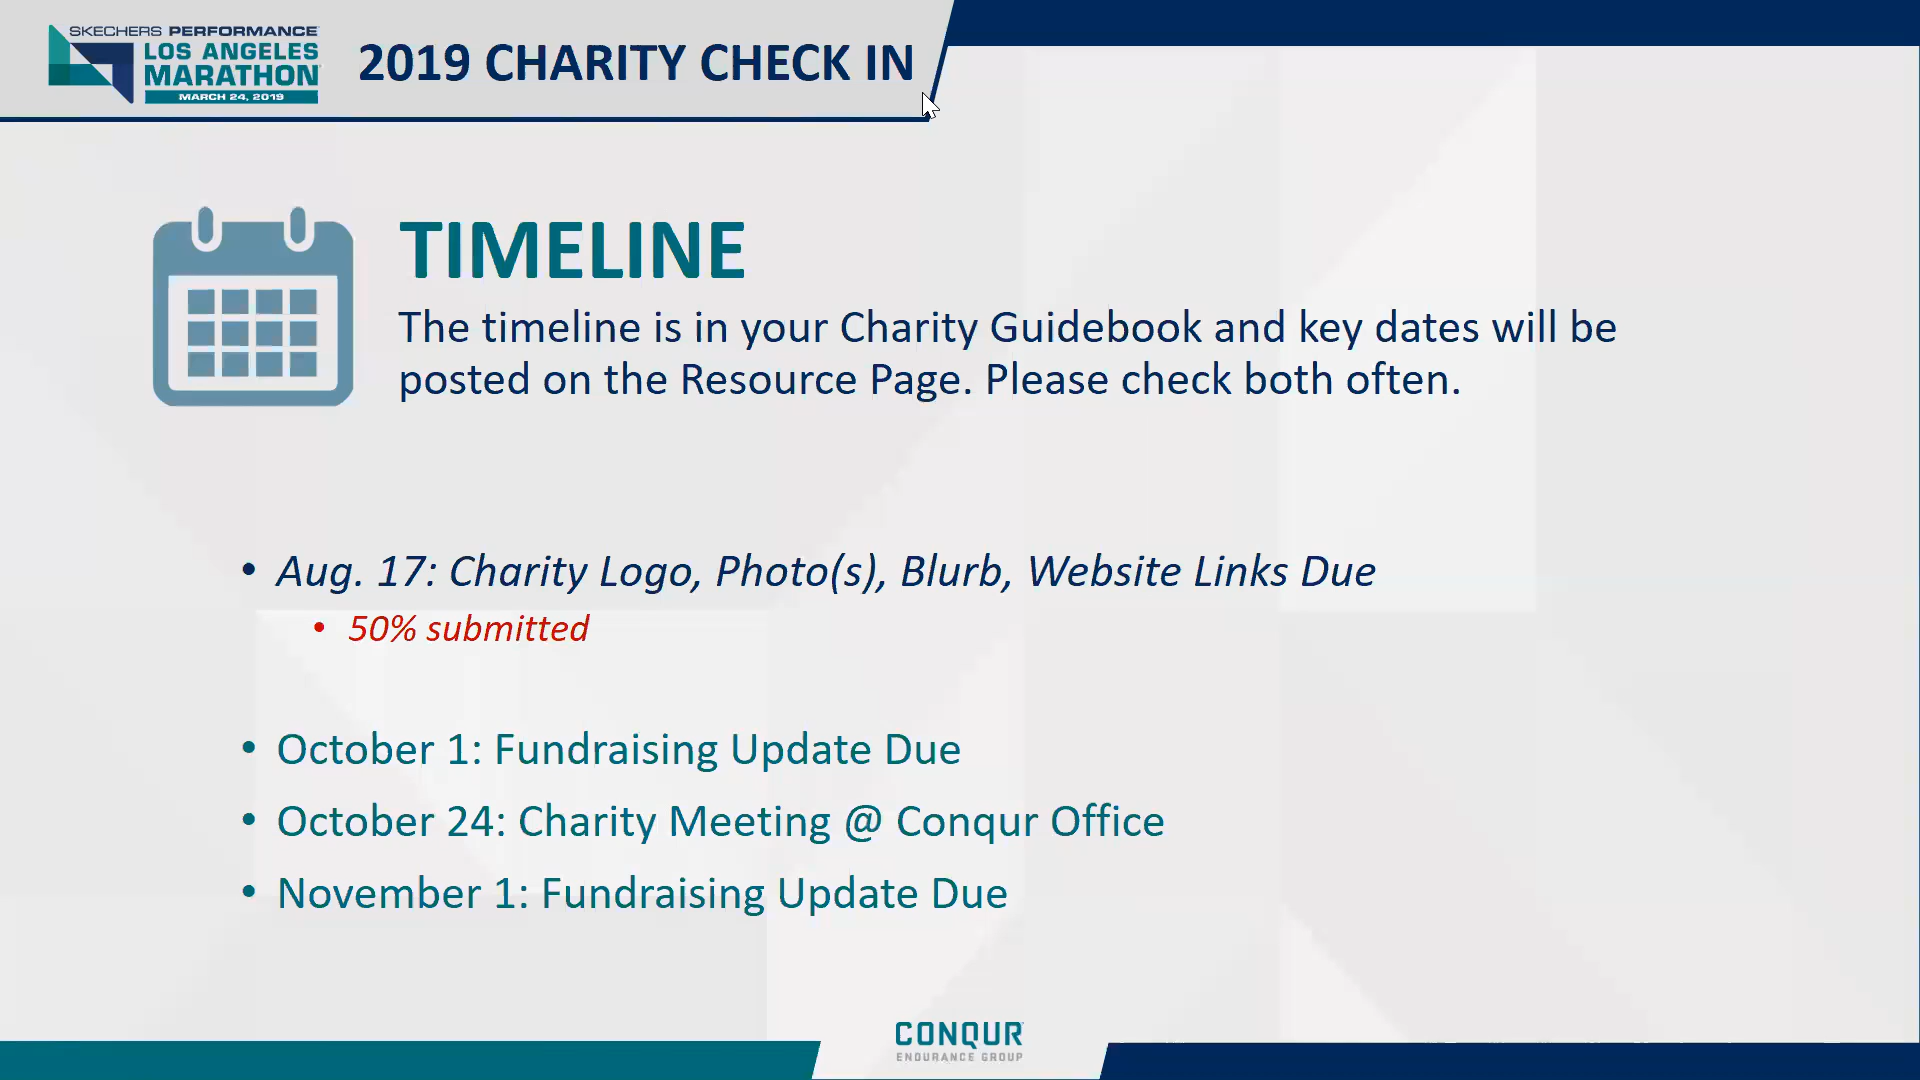 SKECHERS PERFORMANCE
LOS ANGELES
MARATHON
MARCH 24, 2019
2019 CHARITY CHECK IN
TIMELINE
The timeline is in your Charity Guidebook and key dates will be
posted on the Resource Page. Please check both often.
• Aug. 17: Charity Logo, Photo(s), Blurb, Website Links Due
• 50% submitted
• October 1: Fundraising Update Due
• October 24: Charity Meeting @ Conqur Office
• November 1: Fundraising Update Due
CONQUR
ENDURANCE GROUP